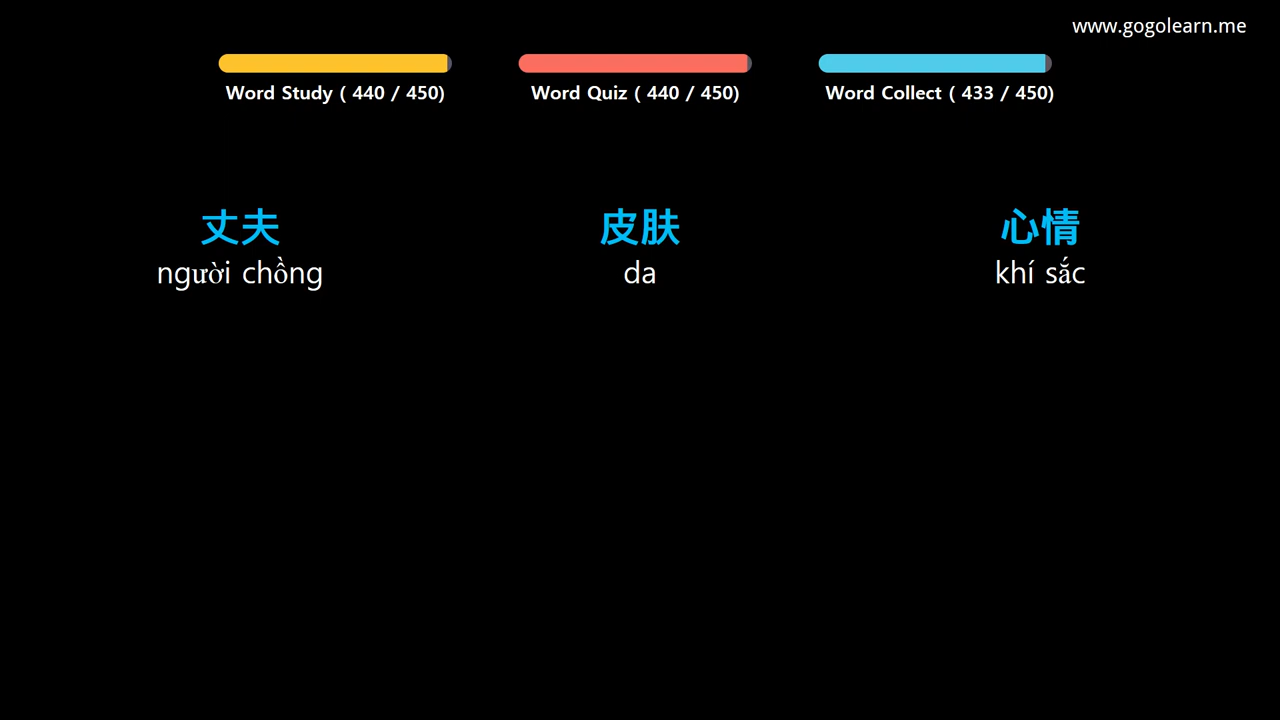 www.gogolearn.me
Word Study ( 440 / 450)
Word Quiz ( 440 / 450)
Word Collect ( 433 / 450)
丈夫
người chồng
皮肤
da
心情
khí sắc